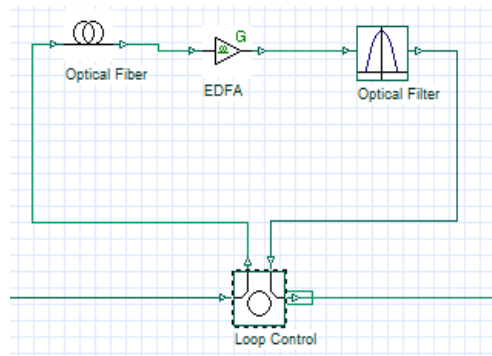 G
Optical Fiber
EDFA
Optical Filter
Loop Control